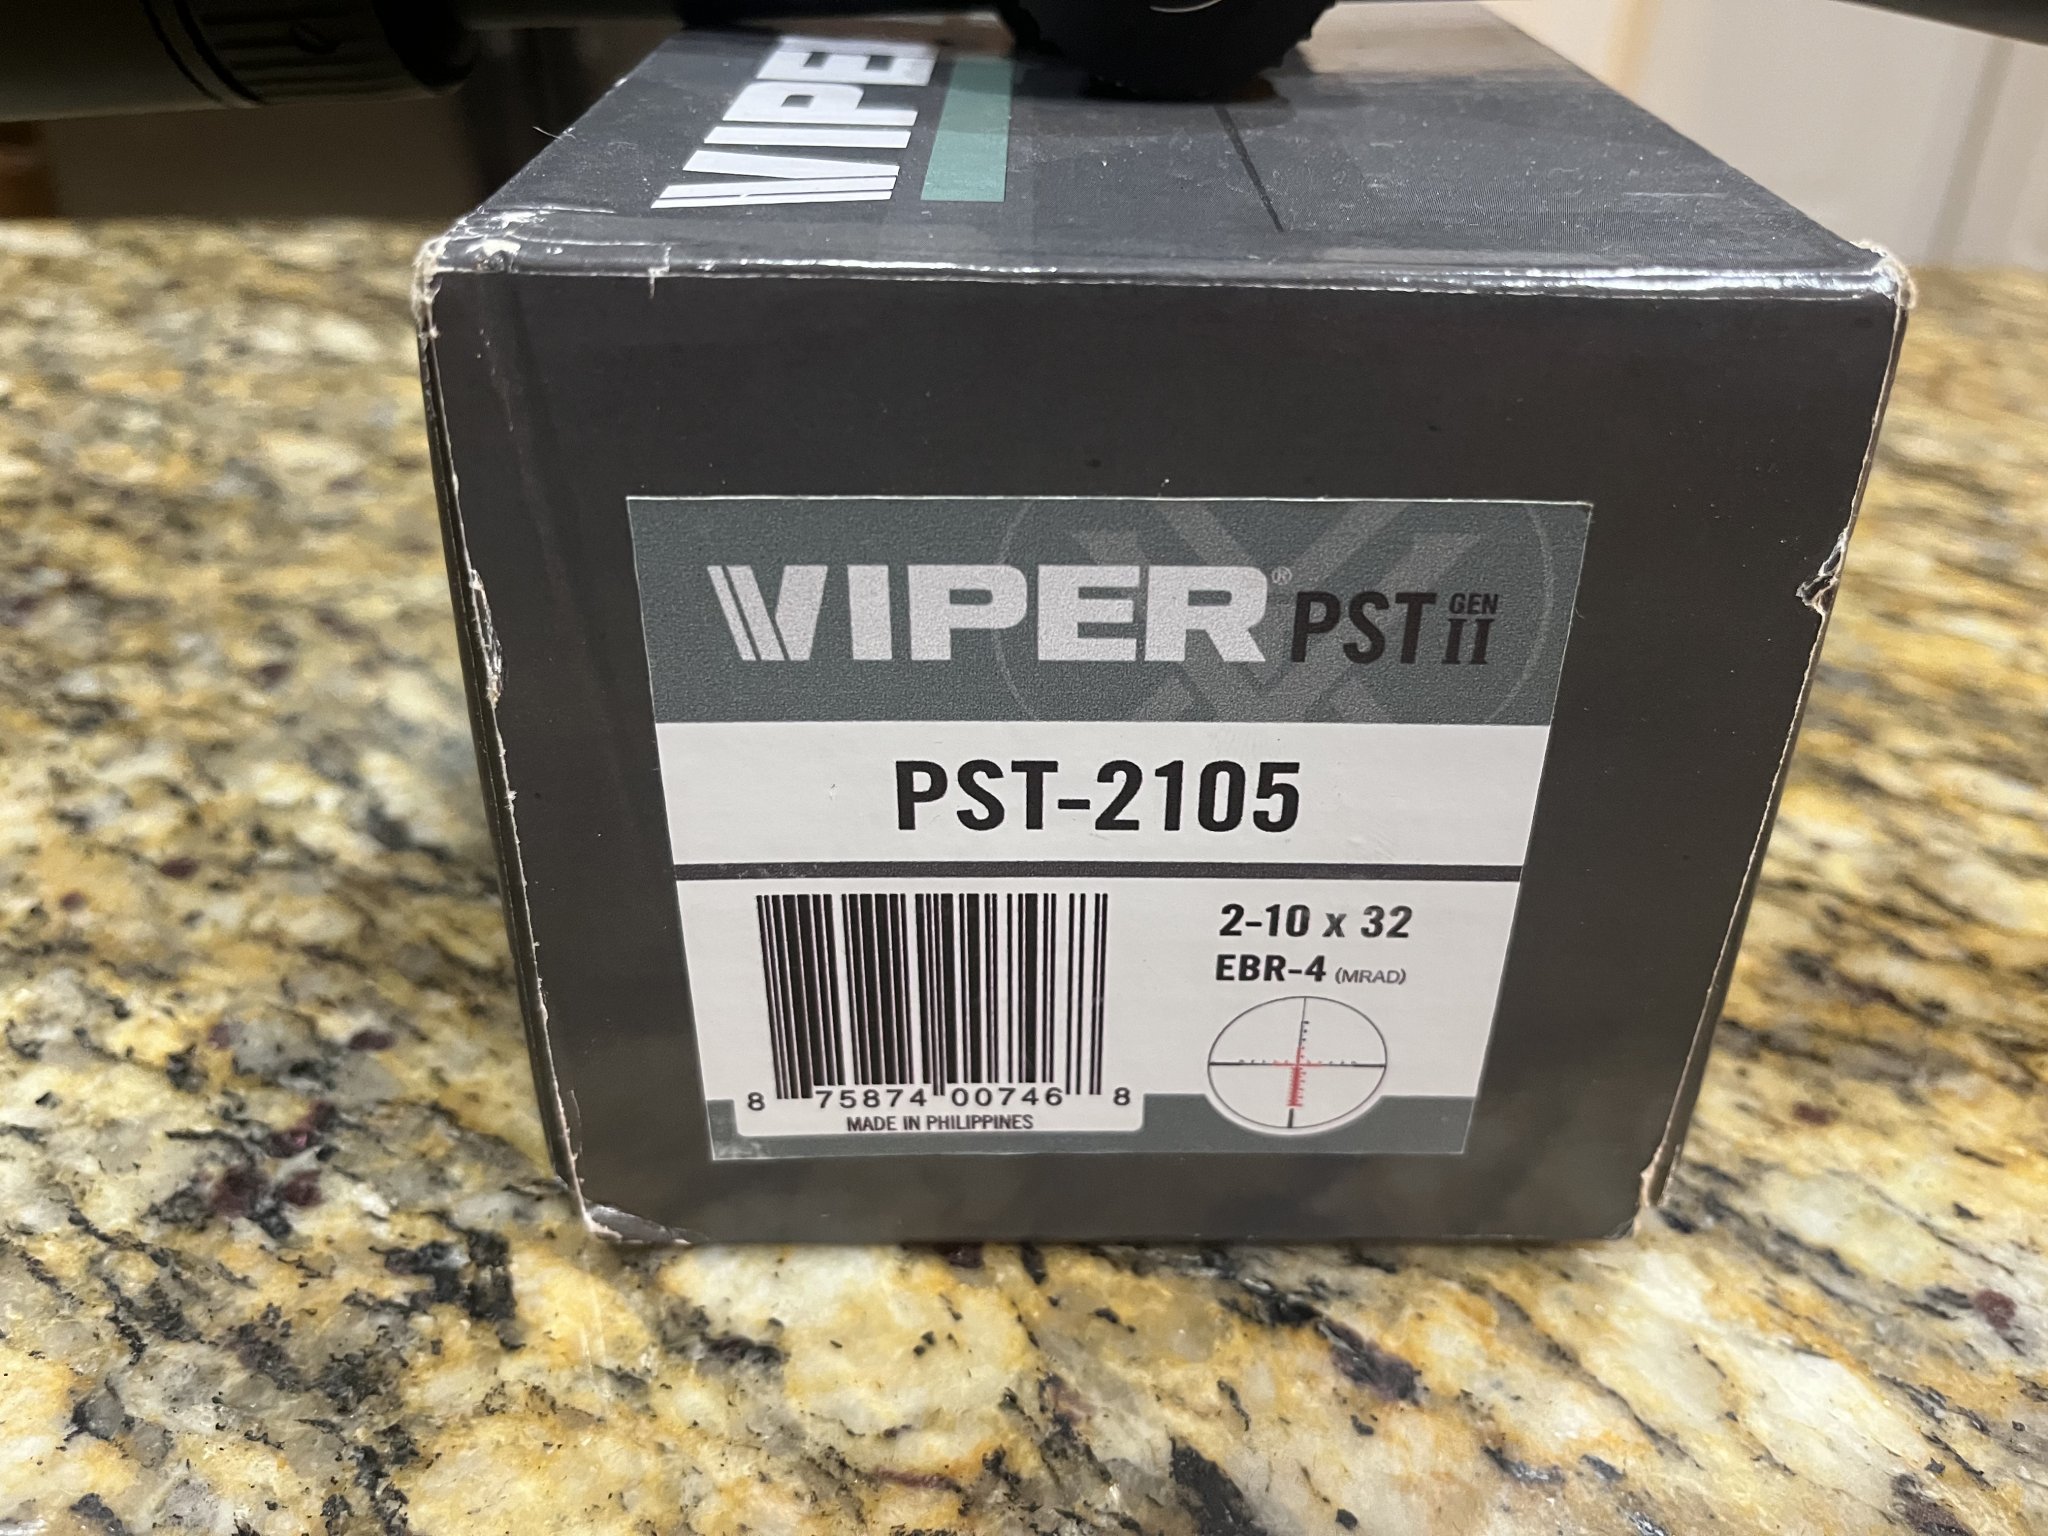 VIPE
VIPER® PST GEN II
PST-2105
2-10 x 32
EBR-4 (MRAD)
8 75874 00746 8
MADE IN PHILIPPINES